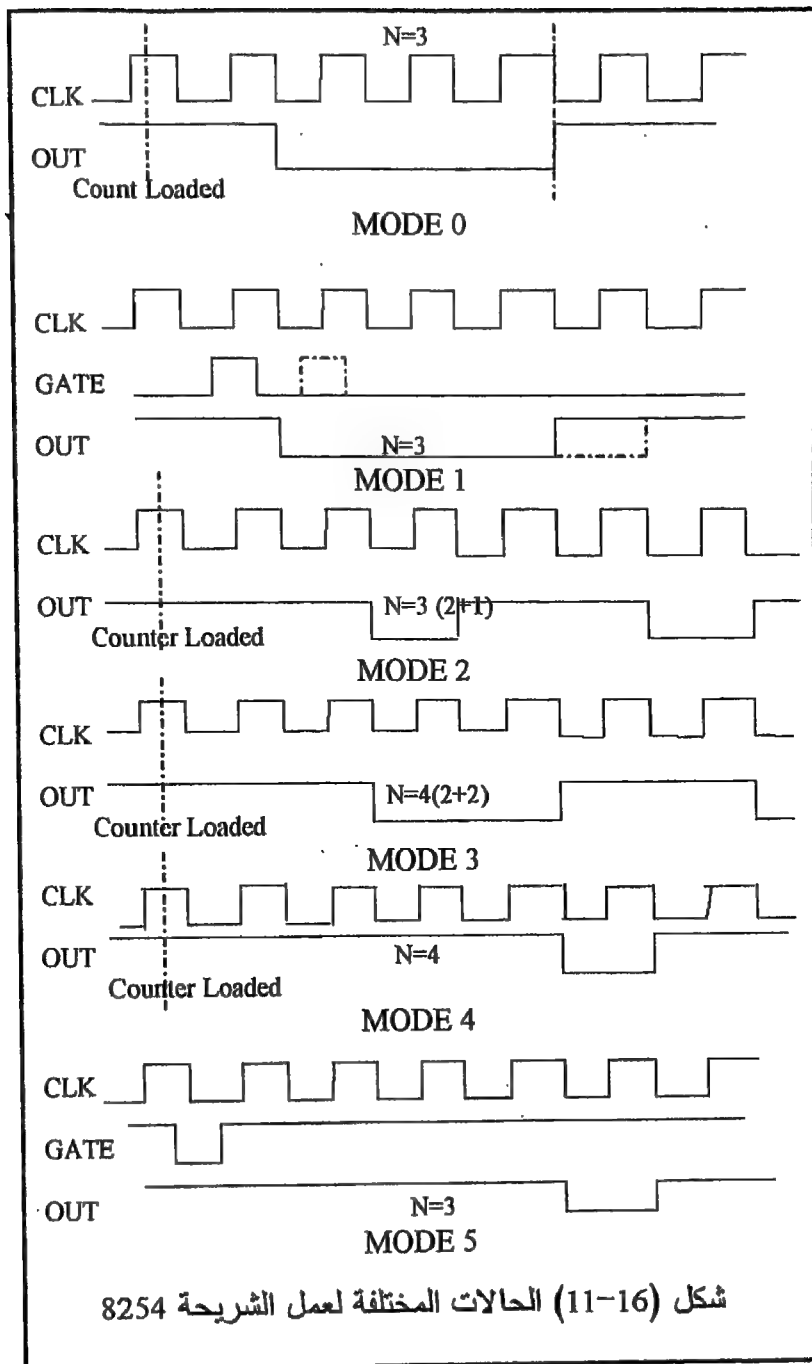 N=3
CLK
OUT
Count Loaded
MODE 0
CLK
GATE
OUT
N=3
MODE 1
CLK
OUT
N=3 (2+1)
Counter Loaded
MODE 2
CLK
OUT
N=4(2+2)
Counter Loaded
MODE 3
CLK
OUT
N=4
Counter Loaded
MODE 4
CLK
GATE
OUT
N=3
MODE 5
شكل (16-11) الحالات المختلفة لعمل الشريحة 8254